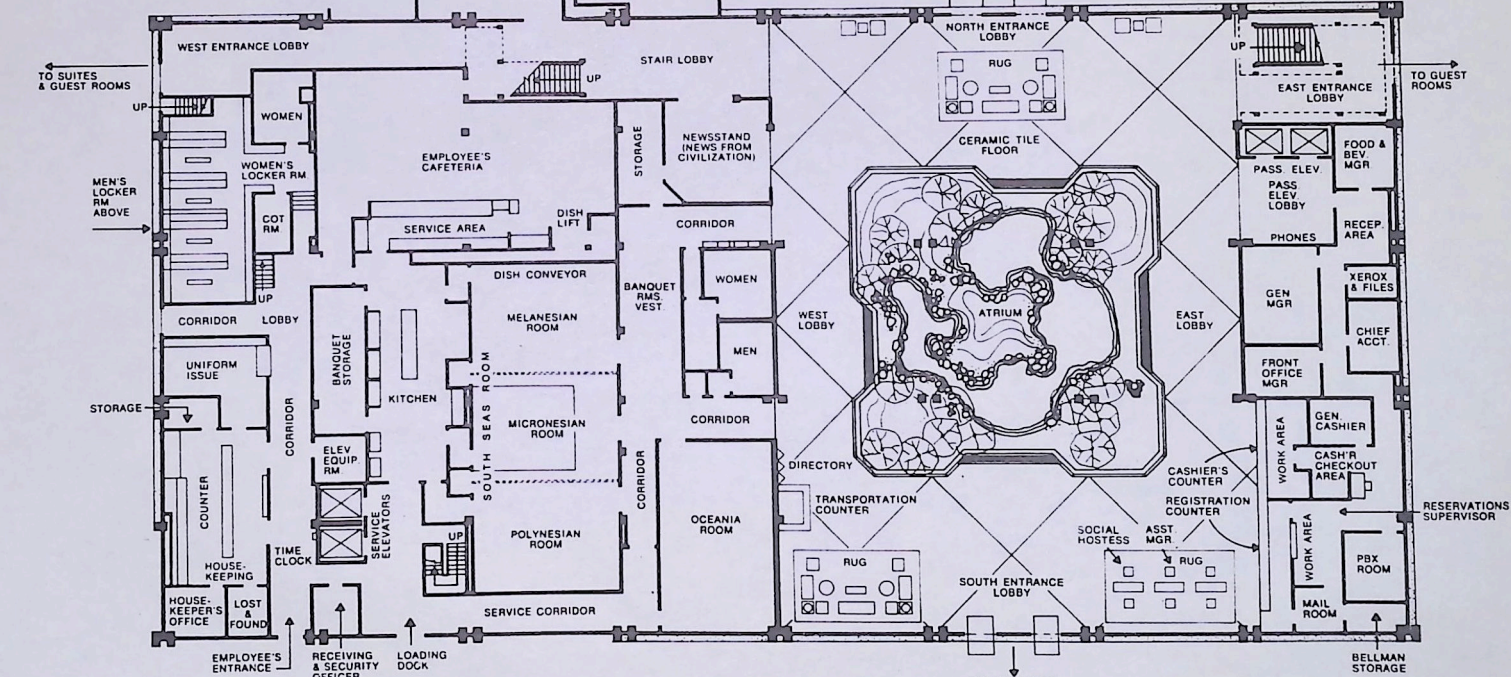 WEST ENTRANCE LOBBY
TO SUITES
& GUEST ROOMS
UP
WOMEN
WOMEN'S
LOCKER RM
MEN'S
LOCKER
RM
ABOVE
COT
RM.
UP
CORRIDOR LOBBY
UNIFORM
ISSUE
STORAGE
COUNTER
HOUSE-
KEEPING
HOUSE-
KEEPER'S
OFFICE
LOST
&
FOUND
TIME
CLOCK
CORRIDOR
EMPLOYEE'S
ENTRANCE
RECEIVING
& SECURITY
OFFICER
LOADING
DOCK
BANQUET
STORAGE
ELEV
EQUIP.
RM.
SERVICE
ELEVATORS
KITCHEN
UP
SERVICE CORRIDOR
EMPLOYEE'S
CAFETERIA
SERVICE AREA
DISH
LIFT
DISH CONVEYOR
UP
STAIR LOBBY
STORAGE
NEWSSTAND
(NEWS FROM
CIVILIZATION)
CORRIDOR
BANQUET
RMS.
VEST.
WOMEN
MEN
CORRIDOR
SOUTH SEAS ROOM
MELANESIAN
ROOM
MICRONESIAN
ROOM
POLYNESIAN
ROOM
CORRIDOR
OCEANIA
ROOM
NORTH ENTRANCE
LOBBY
RUG
CERAMIC TILE
FLOOR
ATRIUM
WEST
LOBBY
EAST
LOBBY
DIRECTORY
TRANSPORTATION
COUNTER
RUG
SOUTH ENTRANCE
LOBBY
SOCIAL
HOSTESS
ASST.
MGR.
RUG
CASHIER'S
COUNTER
REGISTRATION
COUNTER
UP
EAST ENTRANCE
LOBBY
TO GUEST
ROOMS
PASS. ELEV.
PASS.
ELEV.
LOBBY
PHONES
FOOD &
BEV.
MGR
RECEP.
AREA
GEN
MGR
XEROX
& FILES
CHIEF
ACCT.
FRONT
OFFICE
MGR
WORK AREA
GEN.
CASHIER
CASH'R
CHECKOUT
AREA
RESERVATIONS
SUPERVISOR
WORK AREA
PBX
ROOM
MAIL
ROOM
BELLMAN
STORAGE